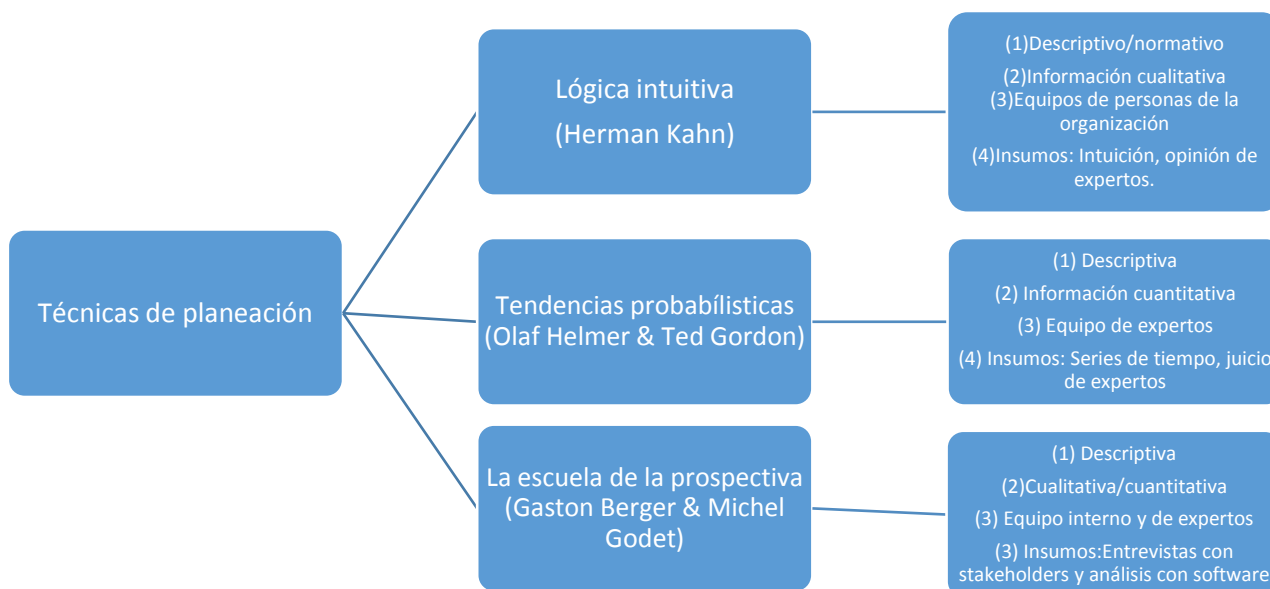 Técnicas de planeación
Lógica intuitiva
(Herman Kahn)
(1)Descriptivo/normativo
(2)Información cualitativa
(3)Equipos de personas de la
organización
(4)Insumos: Intuición, opinión de
expertos.
Tendencias probabílisticas
(Olaf Helmer & Ted Gordon)
(1) Descriptiva
(2) Información cuantitativa
(3) Equipo de expertos
(4) Insumos: Series de tiempo, juicio
de expertos
La escuela de la prospectiva
(Gaston Berger & Michel
Godet)
(1) Descriptiva
(2)Cualitativa/cuantitativa
(3) Equipo interno y de expertos
(3) Insumos:Entrevistas con
stakeholders y análisis con software